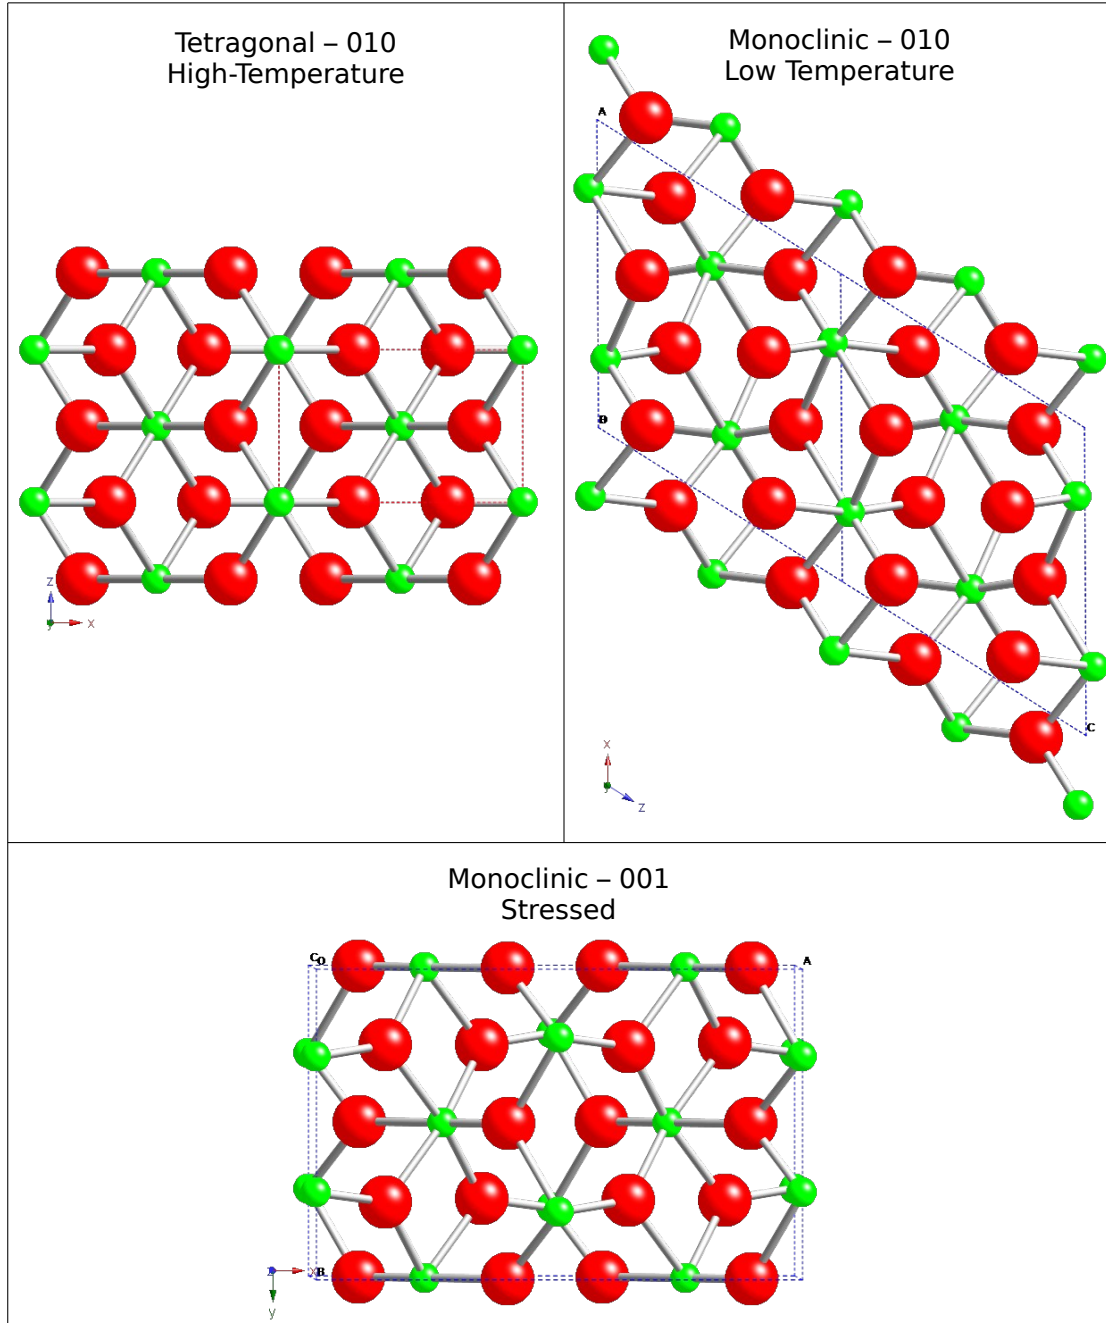 Tetragonal – 010
High-Temperature
z
x
Monoclinic – 010
Low Temperature
A
C
x
z
Monoclinic – 001
Stressed
C
O
A
B
x
y